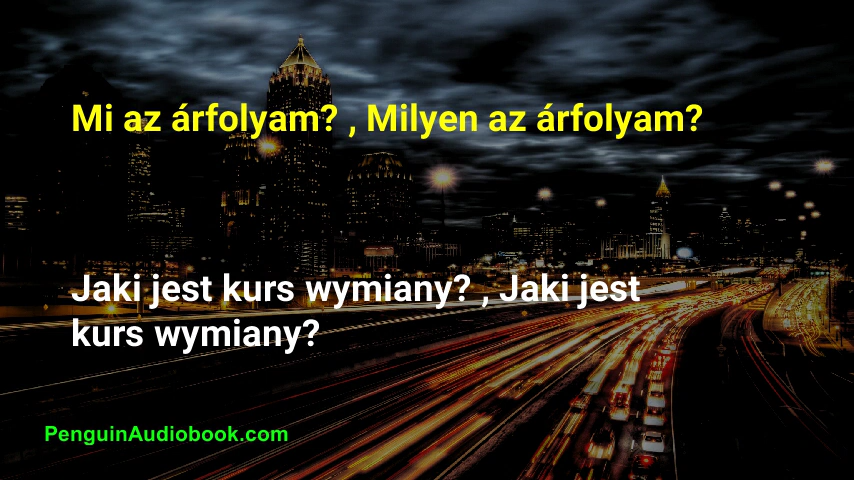 Mi az árfolyam? , Milyen az árfolyam?
Jaki jest kurs wymiany? , Jaki jest
kurs wymiany?
PenguinAudiobook.com